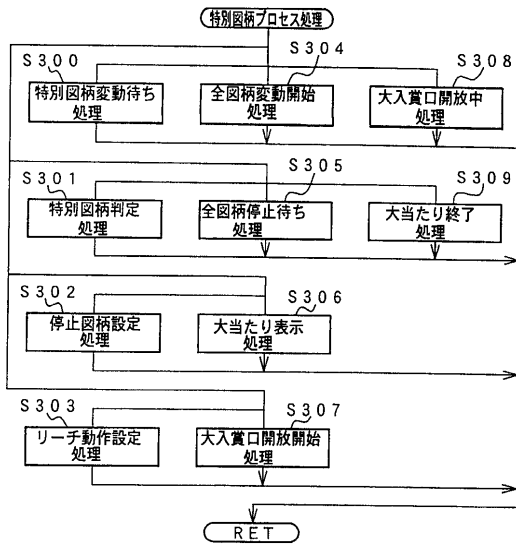 特別図柄プロセス処理
S300
S304
S308
特別図柄変動待ち
処理
全図柄変動開始
処理
大入賞口開放中
処理
S301
S305
S309
特別図柄判定
処理
全図柄停止待ち
処理
大当たり終了
処理
S302
S306
停止図柄設定
処理
大当たり表示
処理
S303
S307
リーチ動作設定
処理
大入賞口開放開始
処理
RET